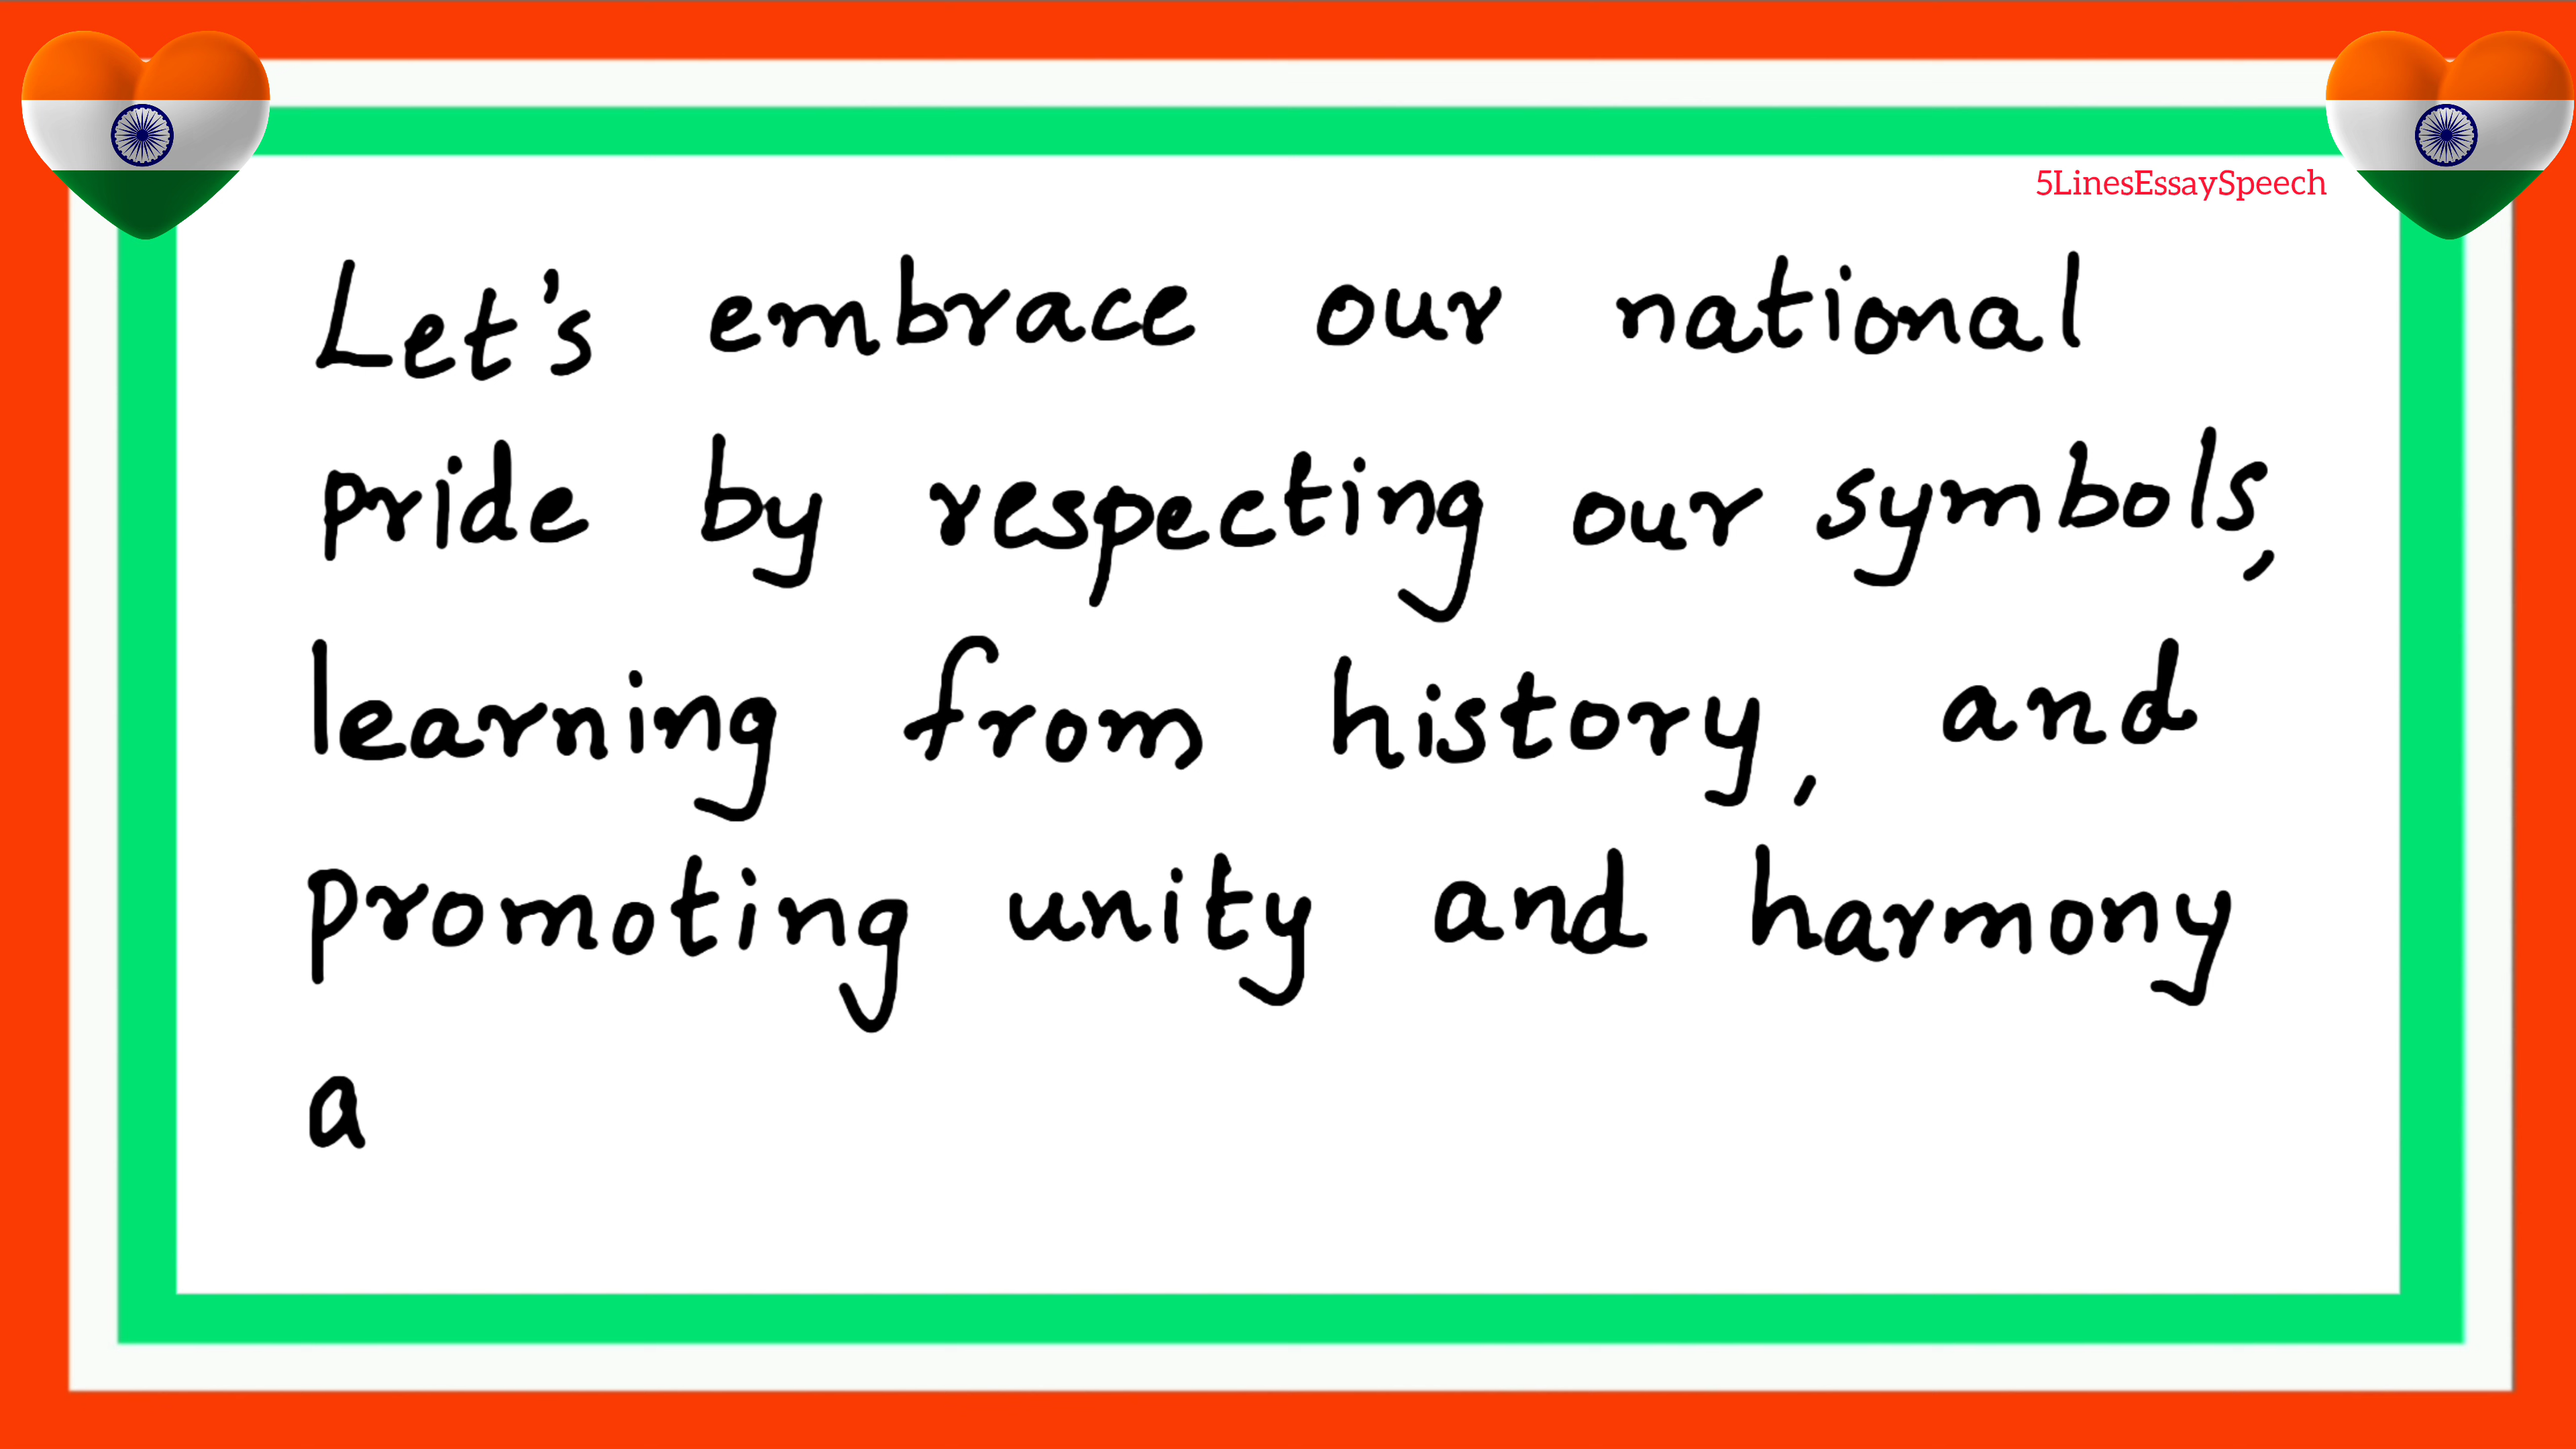 5LinesEssaySpeech
Let's embrace our national
pride by respecting our symbols,
learning from history, and
promoting unity and harmony
a